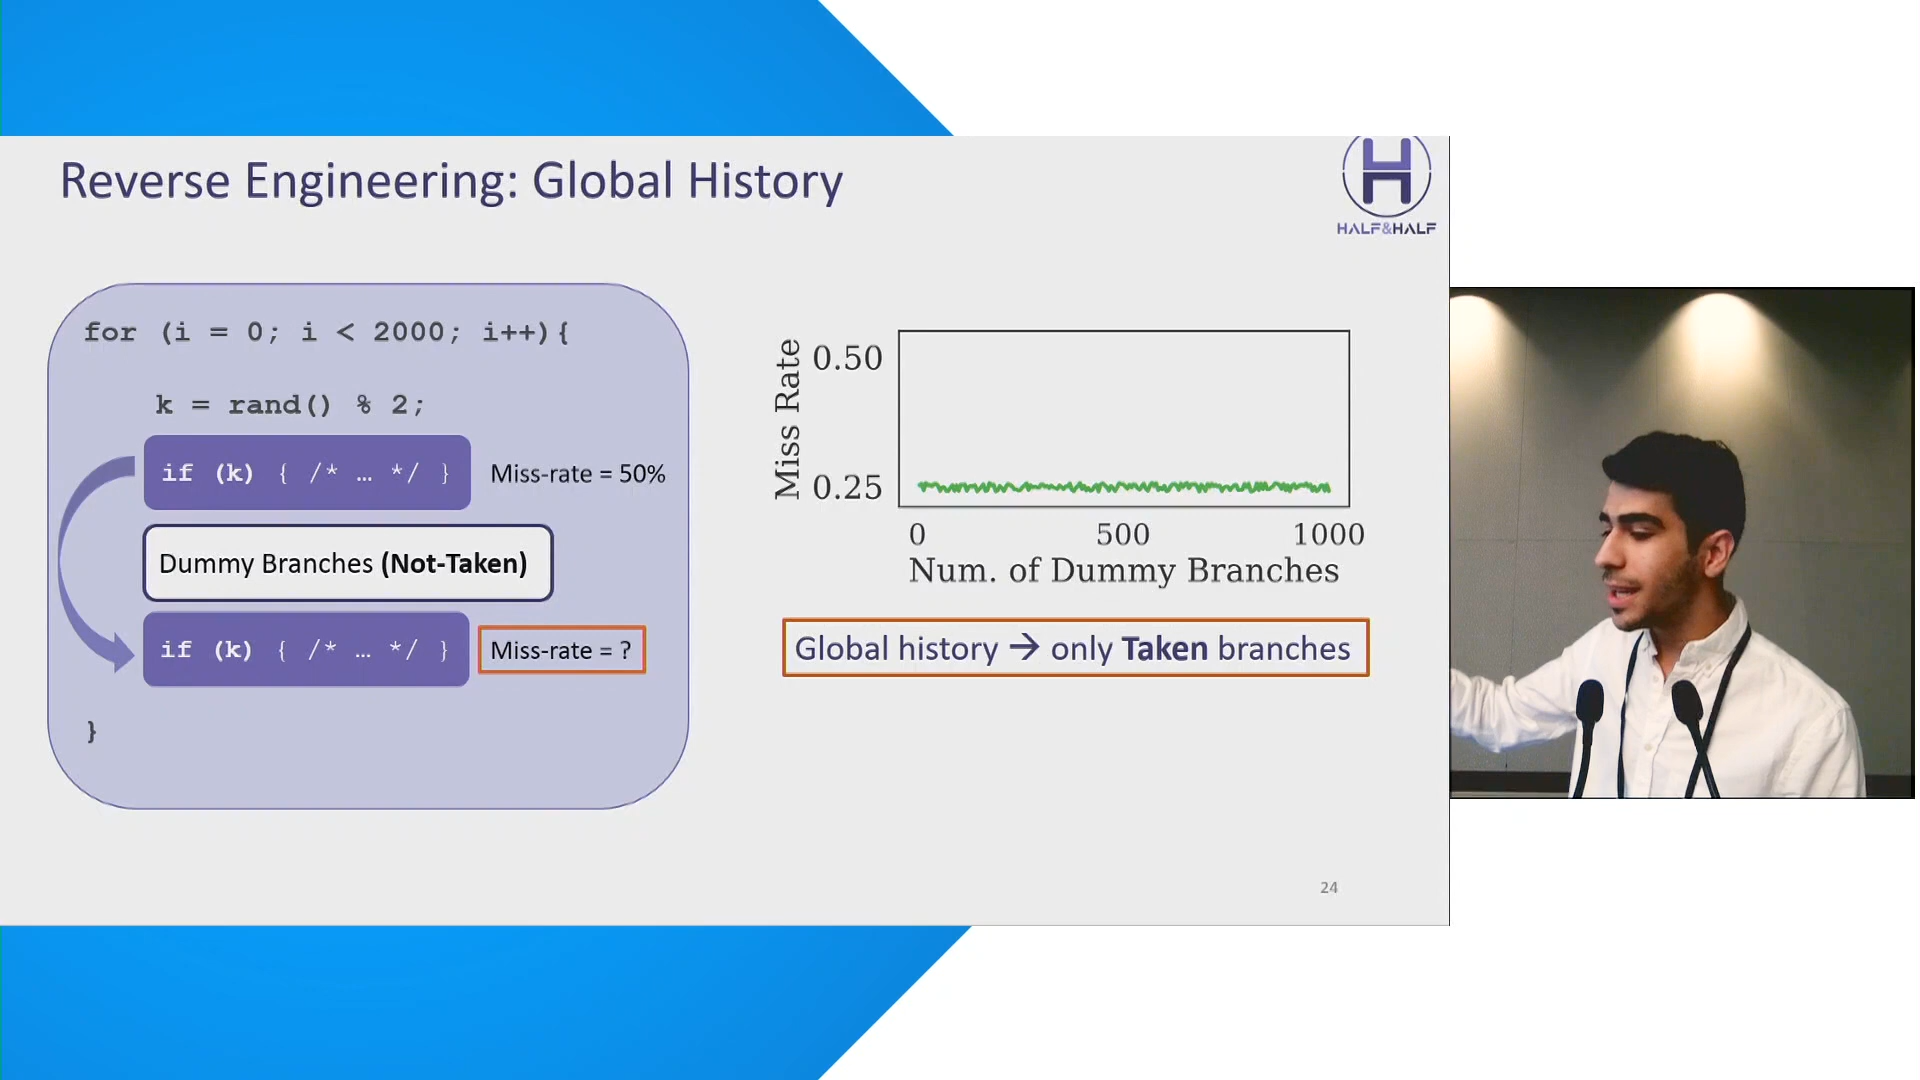 Reverse Engineering: Global History
HALF&HALF
for (i = 0; i < 2000; i++){
k = rand() % 2;
if (k) { /* … */ }
Miss-rate = 50%
Dummy Branches (Not-Taken)
if (k) { /* … */ }
Miss-rate = ?
}
Miss Rate
0.50
0.25
0 500 1000
Num. of Dummy Branches
Global history → only Taken branches
24